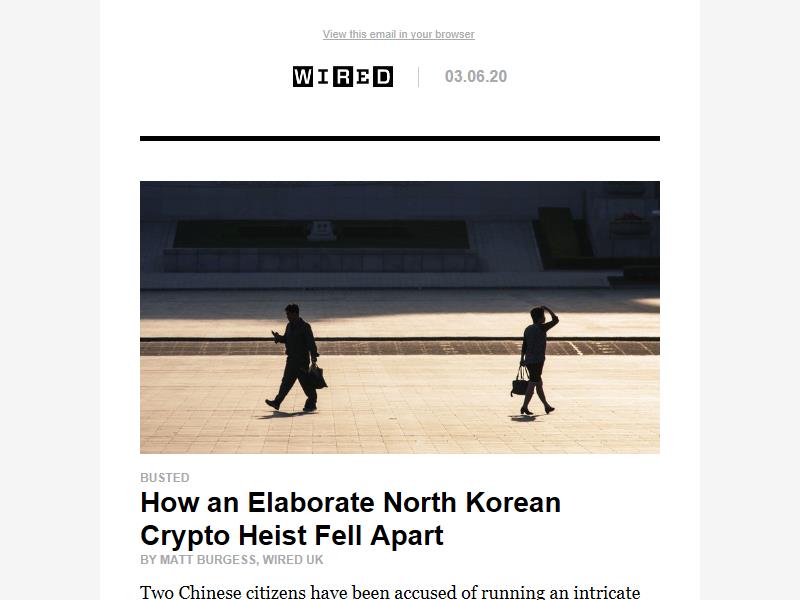 View this email in your browser
WIRED 03.06.20
BUSTED
How an Elaborate North Korean
Crypto Heist Fell Apart
BY MATT BURGESS, WIRED UK
Two Chinese citizens have been accused of running an intricate